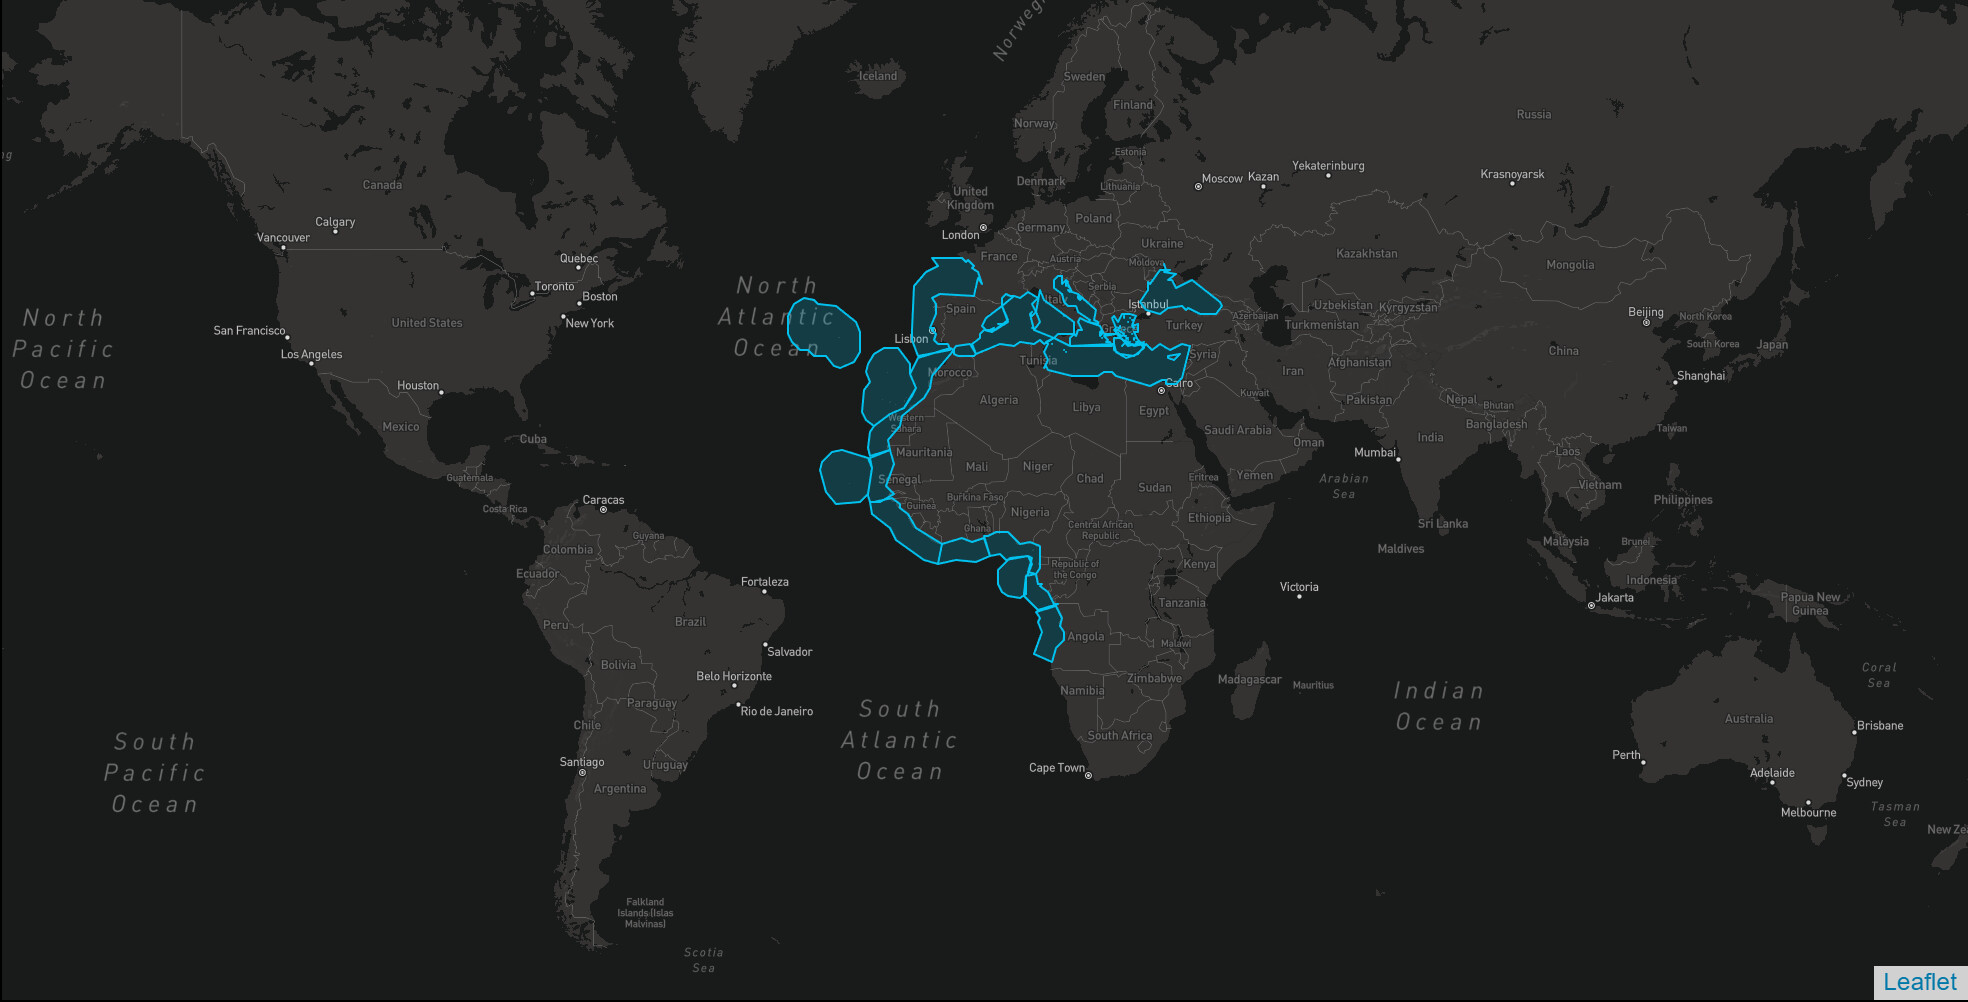 Norwegi
Iceland
Sweden
Finland
Norway
Russia
Estonia
ng
Yekaterinburg
Moscow
Kazan
Krasnoyarsk
Canada
Denmark
Lithuania
United
Kingdom
Poland
Calgary
Germany
Vancouver
London
Ukraine
France
Kazakhstan
Quebec
Austria
Moldova
Mongolia
North
Atlantic
Ocean
Toronto
Serbia
Boston
Italy
Istanbul
Spain
Uzbekistan
Kyrgyzstan
Beijing
North Korea
North
Pacific
Ocean
United States
New York
San Francisco
Lisbon
Greece
Turkey
Azerbaijan
Turkmenistan
South Korea
Japan
Los Angeles
Tunisia
Syria
China
Afghanistan
Morocco
Iran
Shanghai
Houston
Cairo
Kuwait
Algeria
Libya
Egypt
Pakistan
Nepal
Bhutan
Mexico
Western
Sahara
Bangladesh
Taiwan
Cuba
Saudi Arabia
Oman
India
Mauritania
Mumbai
Laos
Guatemala
Mali
Niger
Chad
Sudan
Eritrea
Yemen
Arabian
Sea
Senegal
Vietnam
Philippines
Caracas
Costa Rica
Burkina Faso
Guinea
Nigeria
Ethiopia
Sri Lanka
Ghana
Central African
Republic
Guyana
Colombia
Malaysia
Brunei
Maldives
Republic of
the Congo
Kenya
Ecuador
Fortaleza
Victoria
Indonesia
Jakarta
Papua New
Guinea
Tanzania
Peru
Brazil
Angola
Malawi
Salvador
Bolivia
Coral
Sea
Belo Horizonte
Zimbabwe
Madagascar
Mauritius
Namibia
Indian
Ocean
Paraguay
Rio de Janeiro
South
Atlantic
Ocean
Australia
Brisbane
Chile
South Africa
South
Pacific
Ocean
Perth
Santiago
Uruguay
Cape Town
Adelaide
Sydney
Argentina
Melbourne
Tasman
Sea
New Zea
Falkland
Islands (Islas
Malvinas)
Scotia
Sea
Leaflet